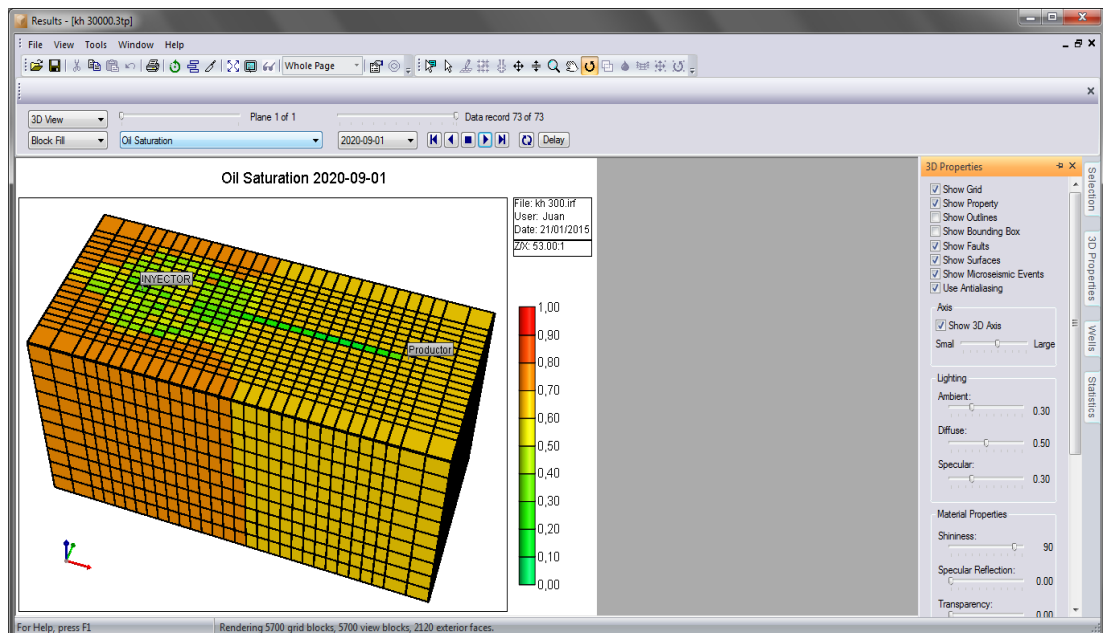 Results - [kh 30000.3tp]
File View Tools Window Help
Whole Page
3D View
Plane 1 of 1
Data record 73 of 73
Block Fill
Oil Saturation
2020-09-01
Delay
Oil Saturation 2020-09-01
File: kh 300.irf
User: Juan
Date: 21/01/2015
Z/X: 53.00:1
INYECTOR
Productor
1,00
0,90
0,80
0,70
0,60
0,50
0,40
0,30
0,20
0,10
0,00
3D Properties
Show Grid
Show Property
Show Outlines
Show Bounding Box
Show Faults
Show Surfaces
Show Microseismic Events
Use Antialiasing
Axis
Show 3D Axis
Smal Large
Lighting
Ambient:
0.30
Diffuse:
0.50
Specular:
0.30
Material Properties
Shininess:
90
Specular Reflection:
0.00
Transparency:
0.00
Selection
3D Properties
Wells
Statistics
For Help, press F1
Rendering 5700 grid blocks, 5700 view blocks, 2120 exterior faces.